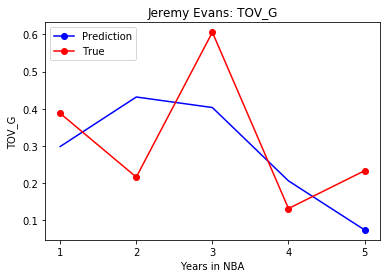 Jeremy Evans: TOV_G
Prediction
True
0.6
0.5
0.4
0.3
0.2
0.1
TOV_G
1 2 3 4 5
Years in NBA